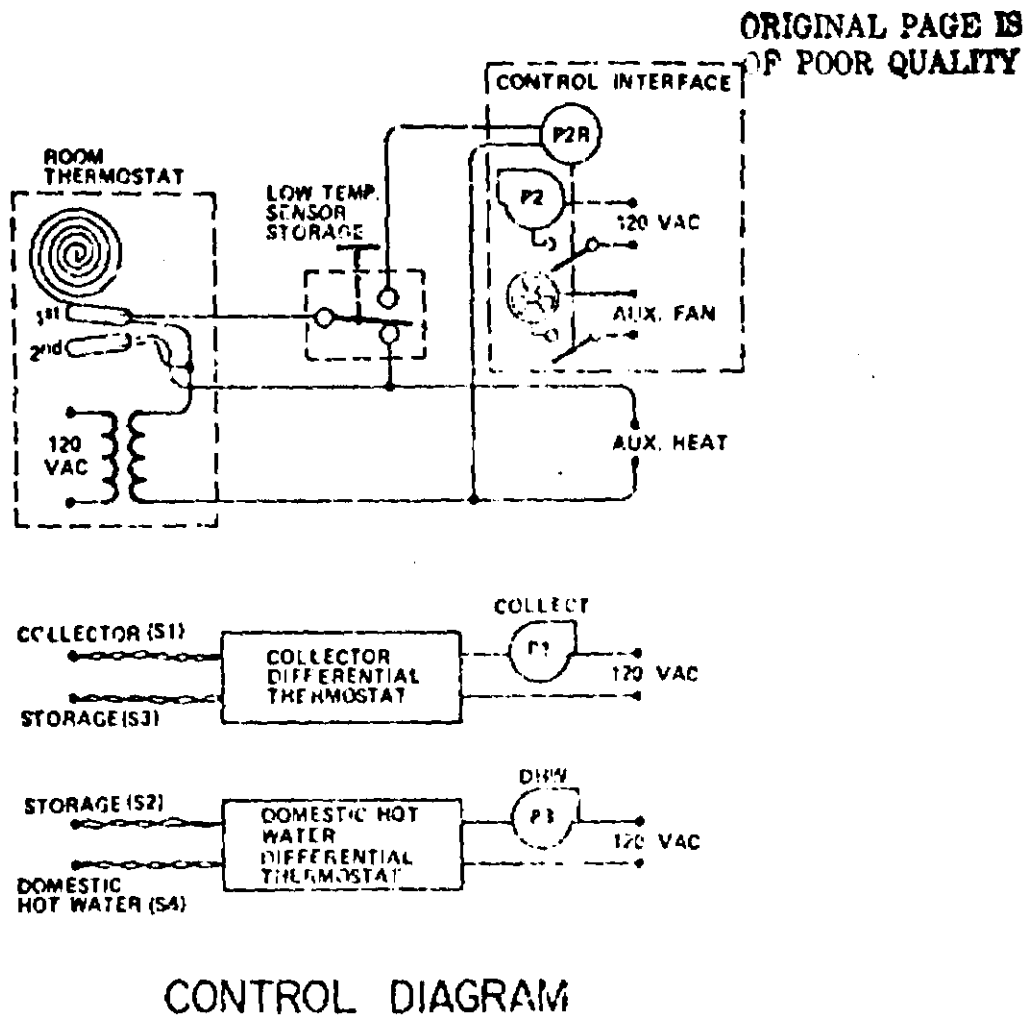 ORIGINAL PAGE IS
OF POOR QUALITY
CONTROL INTERFACE
P2R
ROOM
THERMOSTAT
LOW TEMP.
SENSOR
STORAGE
P2
120 VAC
1st
2nd
AUX. FAN
120
VAC
AUX. HEAT
COLLECT
COLLECTOR (S1)
COLLECTOR
DIFFERENTIAL
THERMOSTAT
P1
120 VAC
STORAGE (S3)
DHW
STORAGE (S2)
DOMESTIC HOT
WATER
DIFFERENTIAL
THERMOSTAT
P3
120 VAC
DOMESTIC
HOT WATER (S4)
CONTROL DIAGRAM